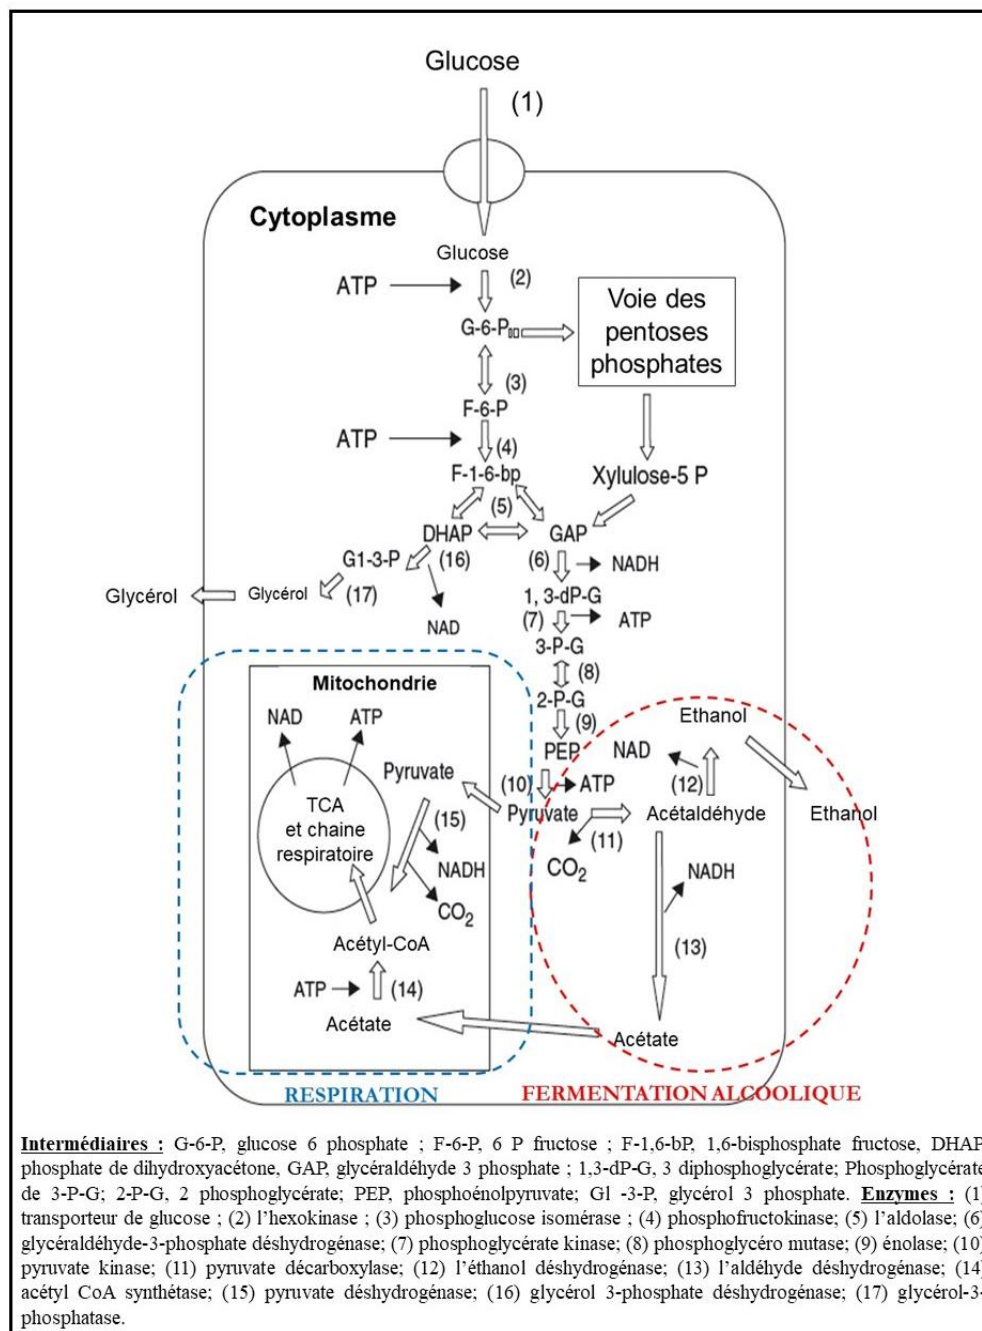 Glucose
(1)
Cytoplasme
Glucose
ATP
(2)
G-6-P
Voie des
pentoses
phosphates
(3)
F-6-P
ATP
(4)
F-1-6-bp
Xylulose-5 P
(5)
DHAP
GAP
G1-3-P
(16)
(6)
NADH
Glycérol
Glycérol
(17)
1, 3-dP-G
NAD
(7)
ATP
3-P-G
(8)
2-P-G
(9)
Mitochondrie
NAD
ATP
Ethanol
PEP
NAD
Pyruvate
(10)
ATP
(12)
TCA
et chaine
respiratoire
(15)
Pyruvate
Acétaldéhyde
Ethanol
(11)
NADH
CO2
NADH
CO2
Acétyl-CoA
(13)
ATP
(14)
Acétate
Acétate
RESPIRATION
FERMENTATION ALCOOLIQUE
Intermédiaires : G-6-P, glucose 6 phosphate ; F-6-P, 6 P fructose ; F-1,6-bP, 1,6-bisphosphate fructose, DHAP
phosphate de dihydroxyacétone, GAP, glycéraldéhyde 3 phosphate ; 1,3-dP-G, 3 diphosphoglycérate; Phosphoglycérate
de 3-P-G; 2-P-G, 2 phosphoglycérate; PEP, phosphoénolpyruvate; Gl -3-P, glycérol 3 phosphate. Enzymes : (1)
transporteur de glucose ; (2) l’hexokinase ; (3) phosphoglucose isomérase ; (4) phosphofructokinase; (5) l’aldolase; (6)
glycéraldéhyde-3-phosphate déshydrogénase; (7) phosphoglycérate kinase; (8) phosphoglycéro mutase; (9) énolase; (10)
pyruvate kinase; (11) pyruvate décarboxylase; (12) l’éthanol déshydrogénase; (13) l’aldéhyde déshydrogénase; (14)
acétyl CoA synthétase; (15) pyruvate déshydrogénase; (16) glycérol 3-phosphate déshydrogénase; (17) glycérol-3-
phosphatase.